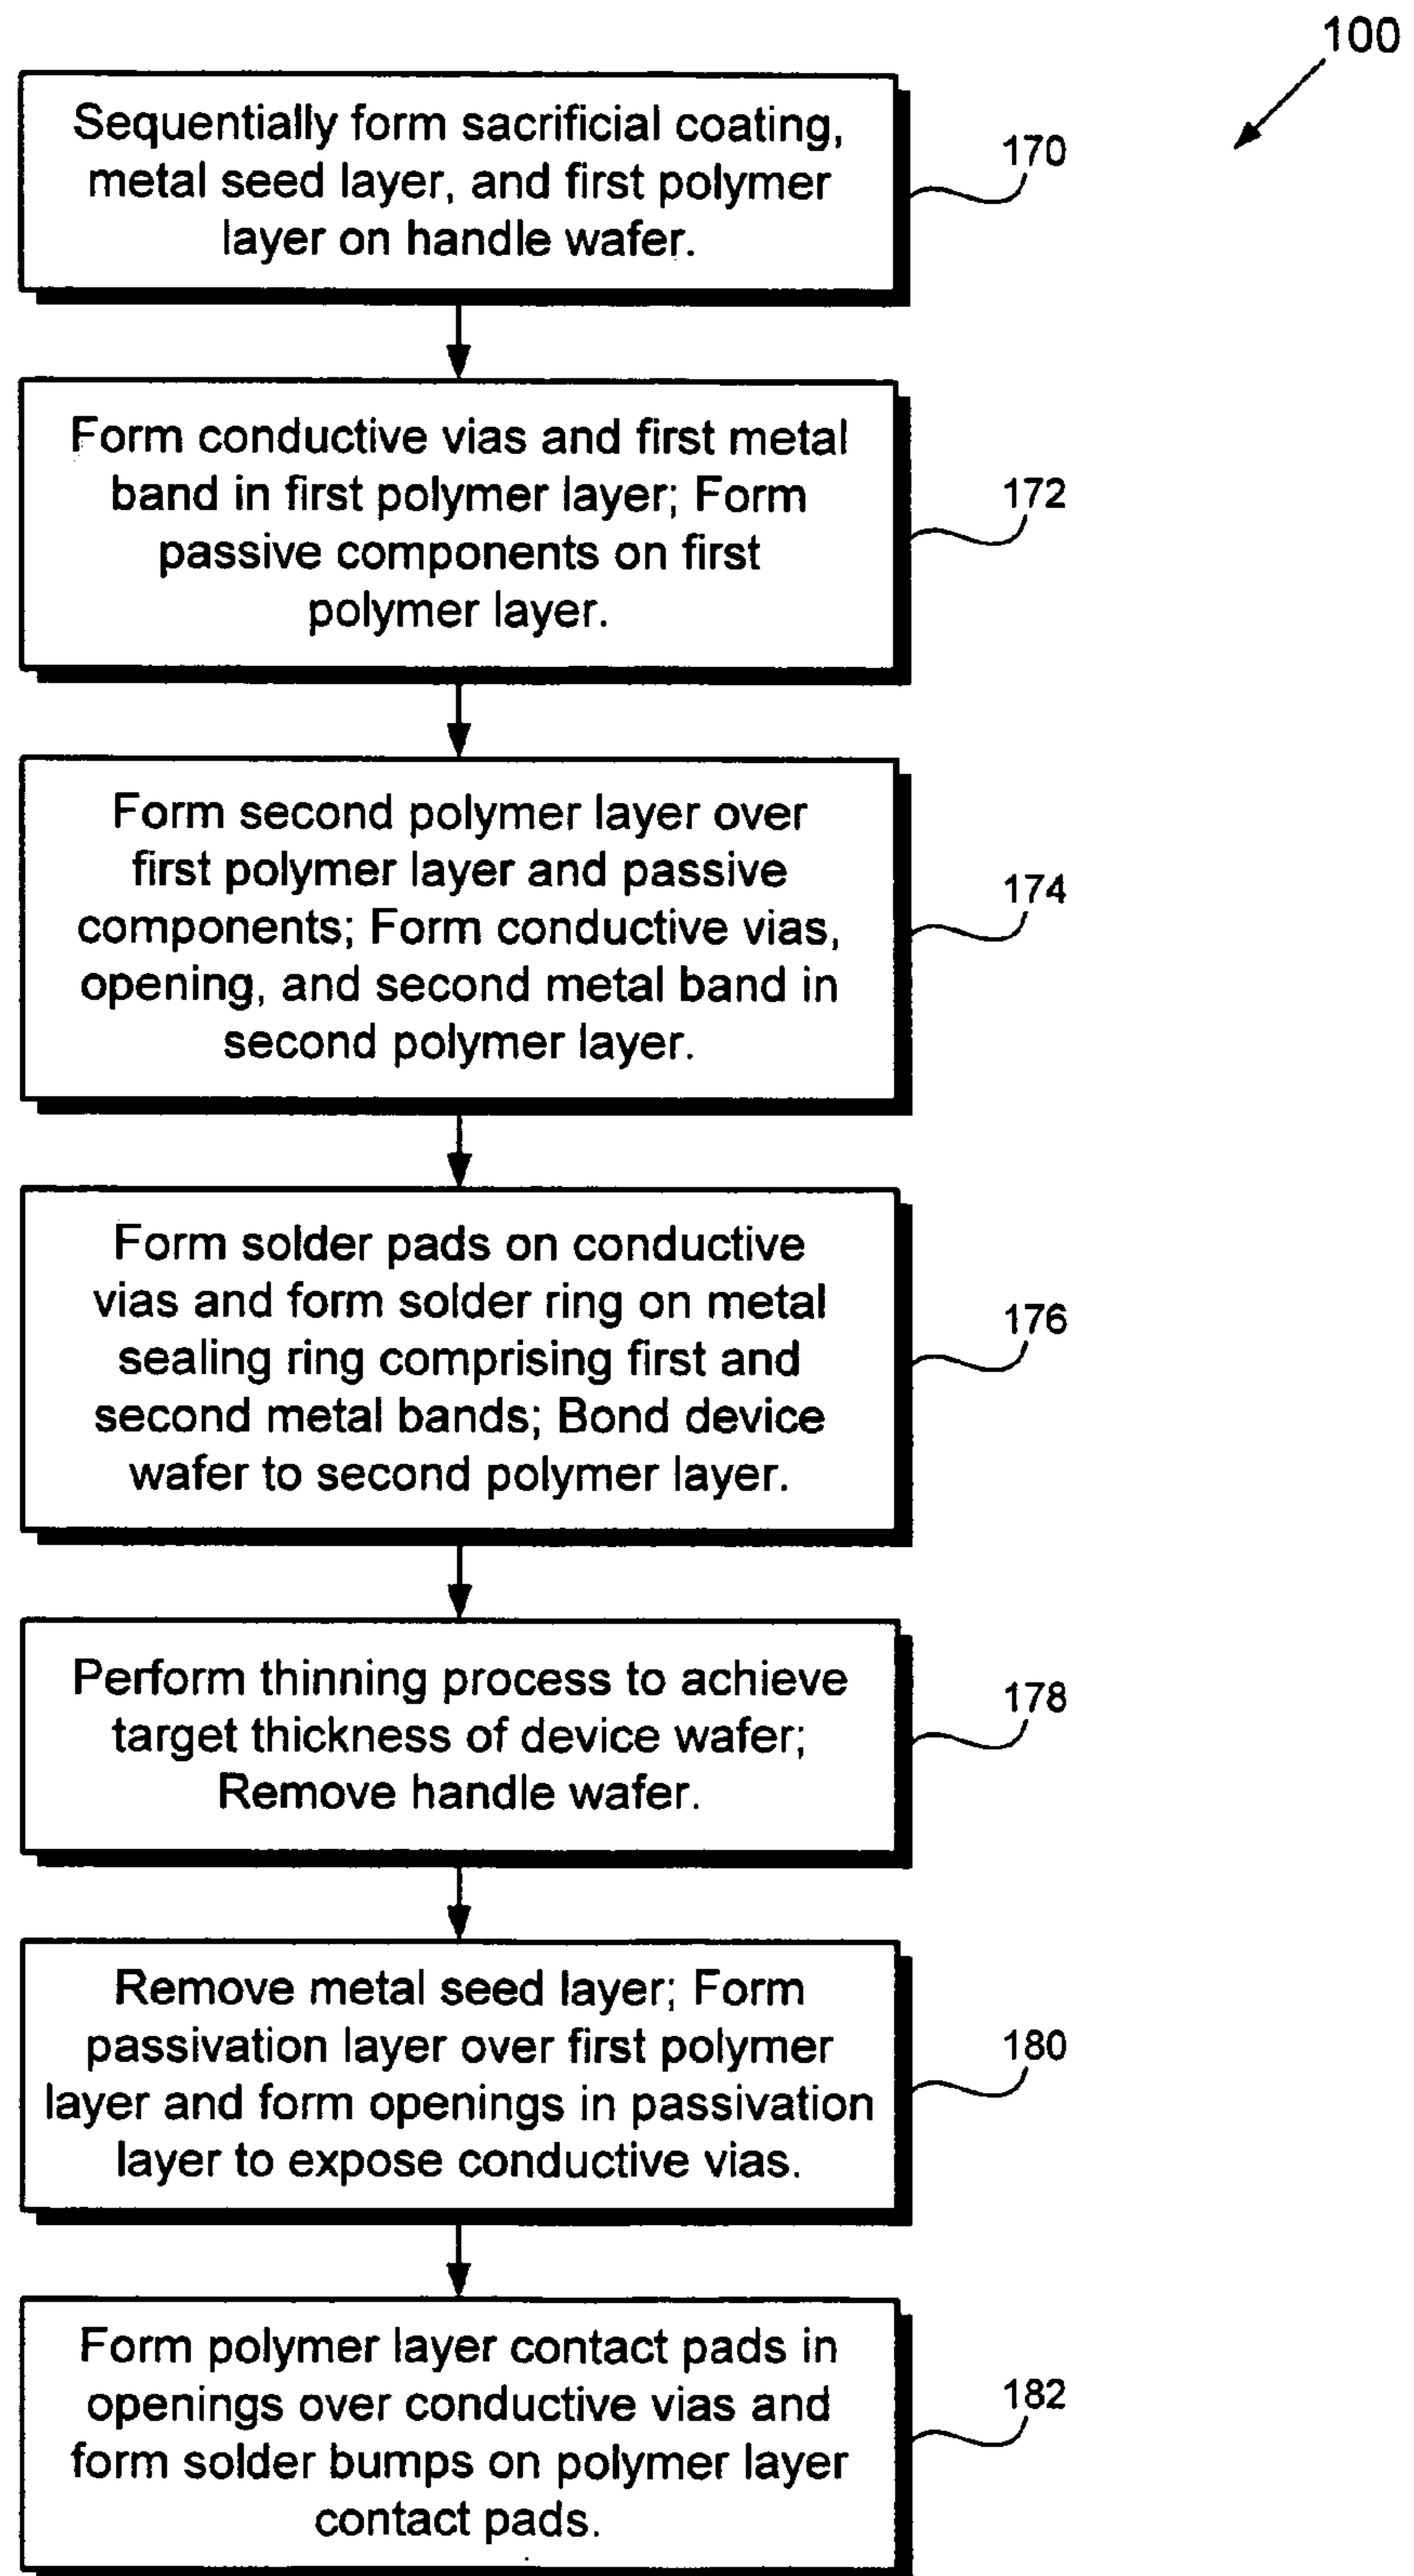 100
Sequentially form sacrificial coating,
metal seed layer, and first polymer
layer on handle wafer.
170
Form conductive vias and first metal
band in first polymer layer; Form
passive components on first
polymer layer.
172
Form second polymer layer over
first polymer layer and passive
components; Form conductive vias,
opening, and second metal band in
second polymer layer.
174
Form solder pads on conductive
vias and form solder ring on metal
sealing ring comprising first and
second metal bands; Bond device
wafer to second polymer layer.
176
Perform thinning process to achieve
target thickness of device wafer;
Remove handle wafer.
178
Remove metal seed layer; Form
passivation layer over first polymer
layer and form openings in passivation
layer to expose conductive vias.
180
Form polymer layer contact pads in
openings over conductive vias and
form solder bumps on polymer layer
contact pads.
182